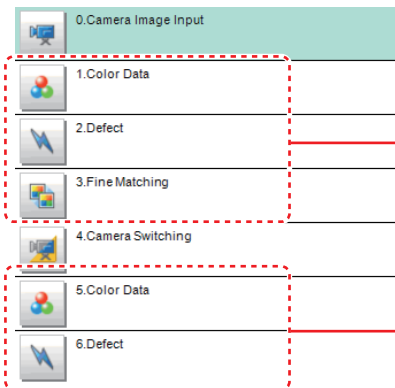 0.Camera Image Input
1.Color Data
2.Defect
3.Fine Matching
4.Camera Switching
5.Color Data
6.Defect